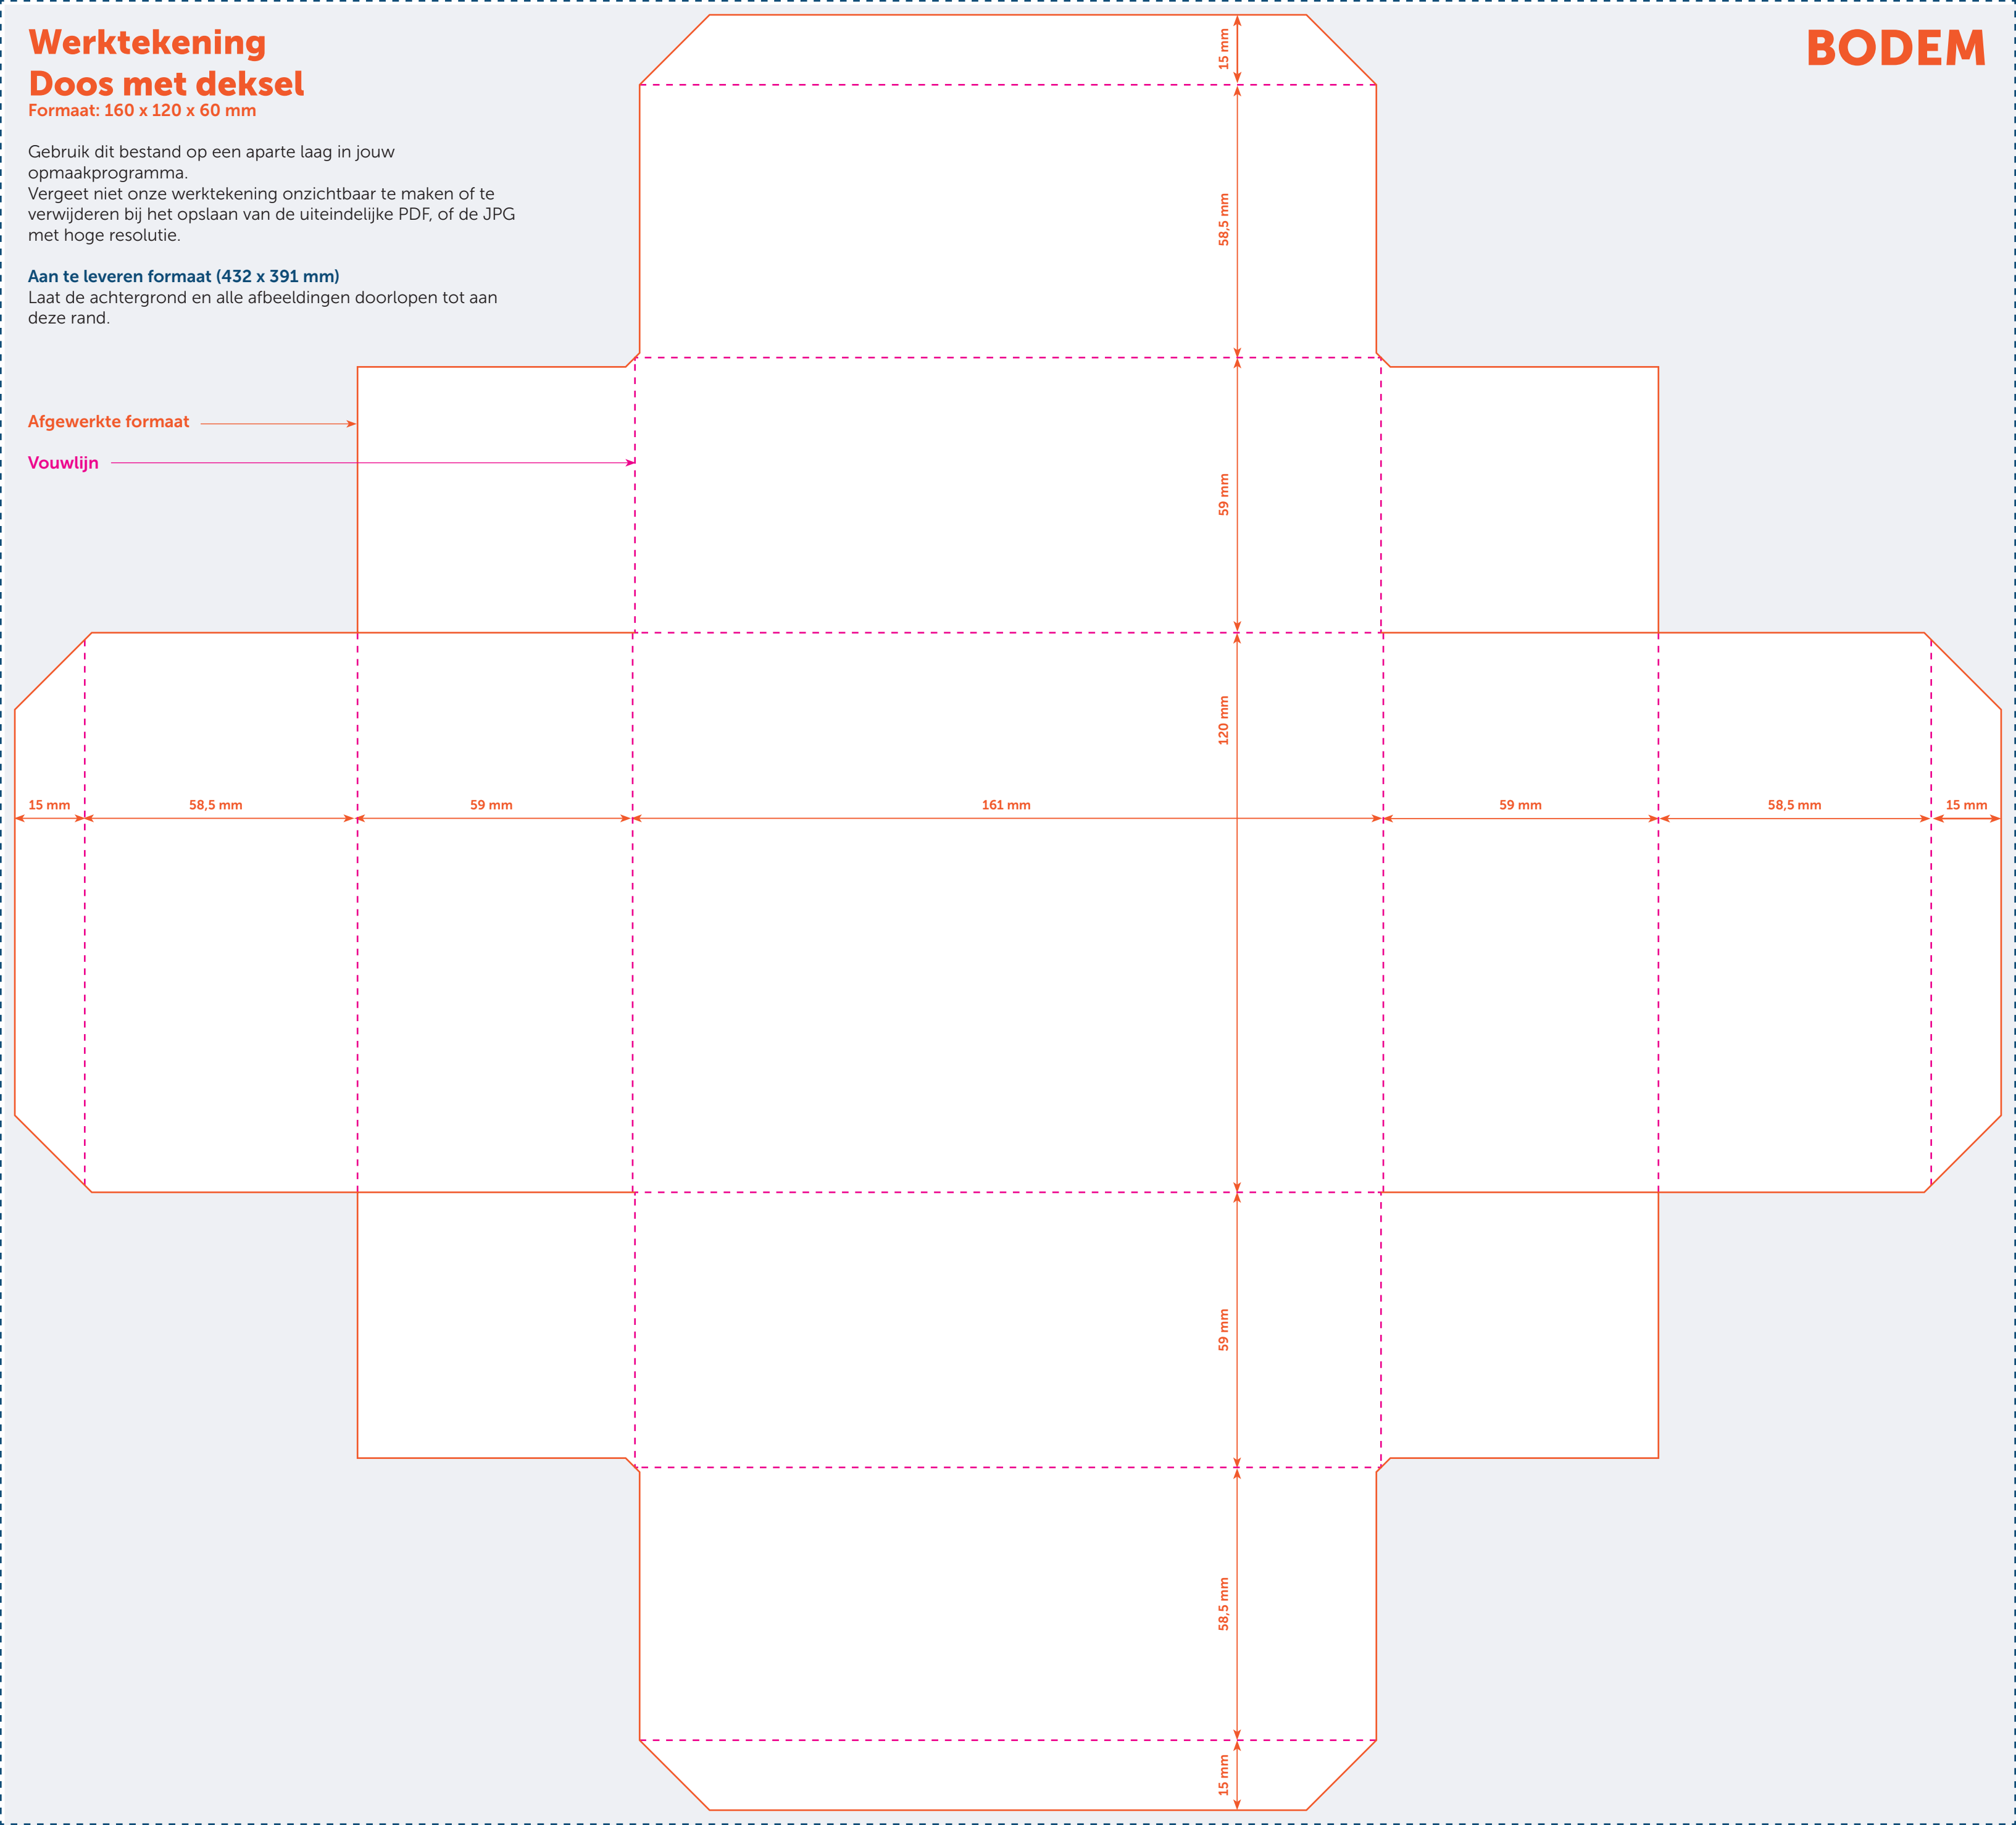 Werktekening
Doos met deksel
Formaat: 160 x 120 x 60 mm
BODEM
Gebruik dit bestand op een aparte laag in jouw
opmaakprogramma.
Vergeet niet onze werktekening onzichtbaar te maken of te
verwijderen bij het opslaan van de uiteindelijke PDF, of de JPG
met hoge resolutie.
Aan te leveren formaat (432 x 391 mm)
Laat de achtergrond en alle afbeeldingen doorlopen tot aan
deze rand.
Afgewerkte formaat
Vouwlijn
15 mm
58,5 mm
59 mm
120 mm
15 mm
58,5 mm
59 mm
161 mm
59 mm
58,5 mm
15 mm
59 mm
58,5 mm
15 mm